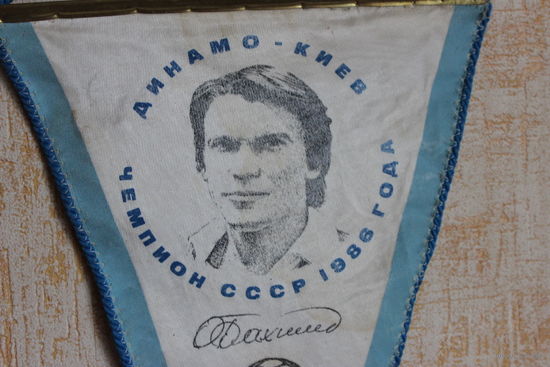 ДИНАМО - КИЕВ
ЧЕМПИОН СССР 1986 ГОДА